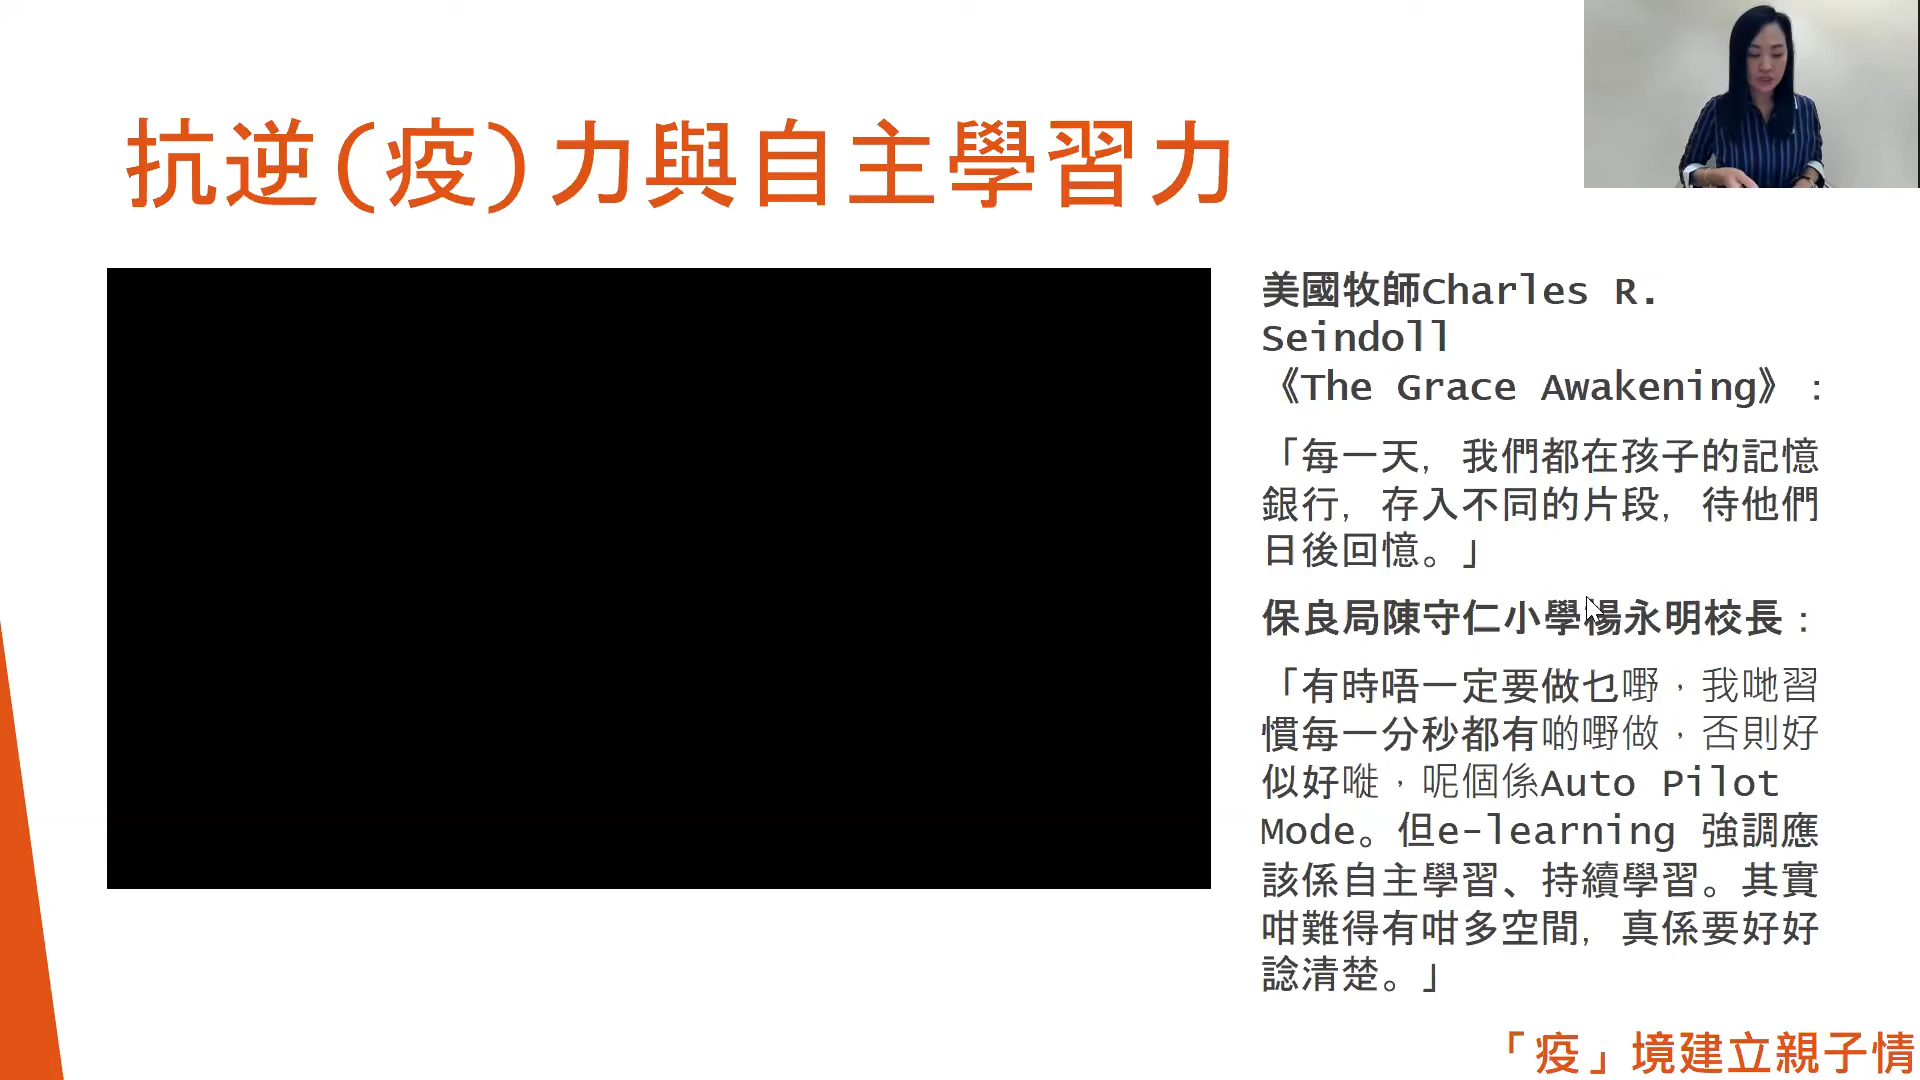 抗逆(疫)力與自主學習力
美國牧師Charles R.
Seindoll
《The Grace Awakening》：
「每一天，我們都在孩子的記憶
銀行，存入不同的片段，待他們
日後回憶。」
保良局陳守仁小學楊永明校長：
「有時唔一定要做乜嘢，我哋習
慣每一分秒都有啲嘢做，否則好
似好嘥，呢個係Auto Pilot
Mode。但e-learning 強調應
該係自主學習、持續學習。其實
咁難得有咁多空間，真係要好好
諗清楚。」
「疫」境建立親子情